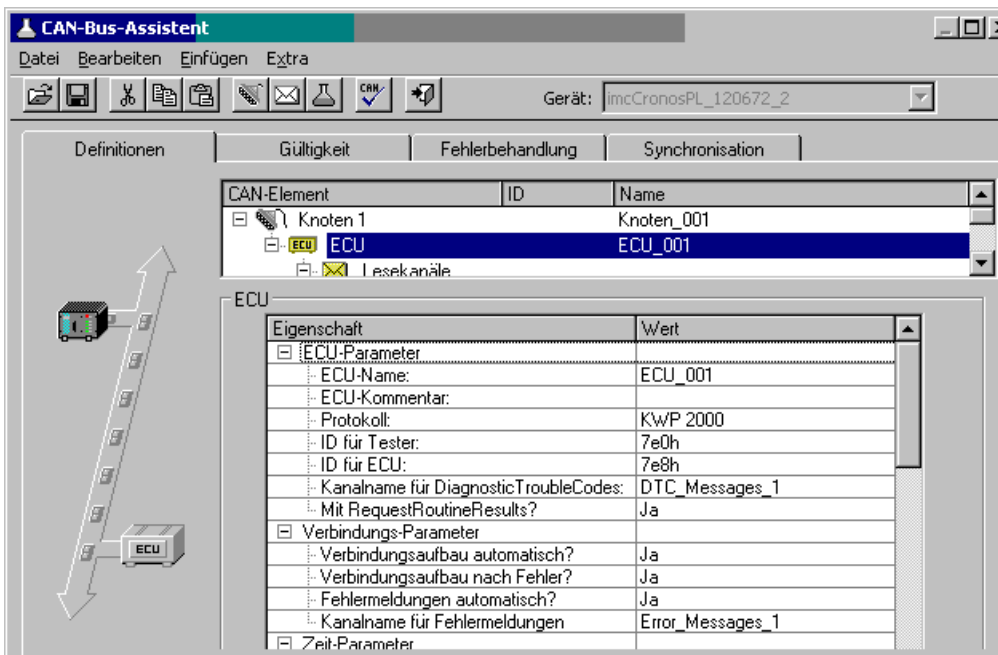 CAN-Bus-Assistent
Datei Bearbeiten Einfügen Extra
CAN Gerät: imcCronosPL_120672_2
Definitionen Gültigkeit Fehlerbehandlung Synchronisation
CAN-Element ID Name
Knoten 1 Knoten_001
ECU ECU ECU_001
Lesekanäle
ECU
Eigenschaft Wert
ECU-Parameter
ECU-Name: ECU_001
ECU-Kommentar:
Protokoll: KWP 2000
ID für Tester: 7e0h
ID für ECU: 7e8h
Kanalname für DiagnosticTroubleCodes: DTC_Messages_1
Mit RequestRoutineResults? Ja
Verbindungs-Parameter
ECU
Verbindungsaufbau automatisch? Ja
Verbindungsaufbau nach Fehler? Ja
Fehlermeldungen automatisch? Ja
Kanalname für Fehlermeldungen Error_Messages_1
Zeit-Parameter